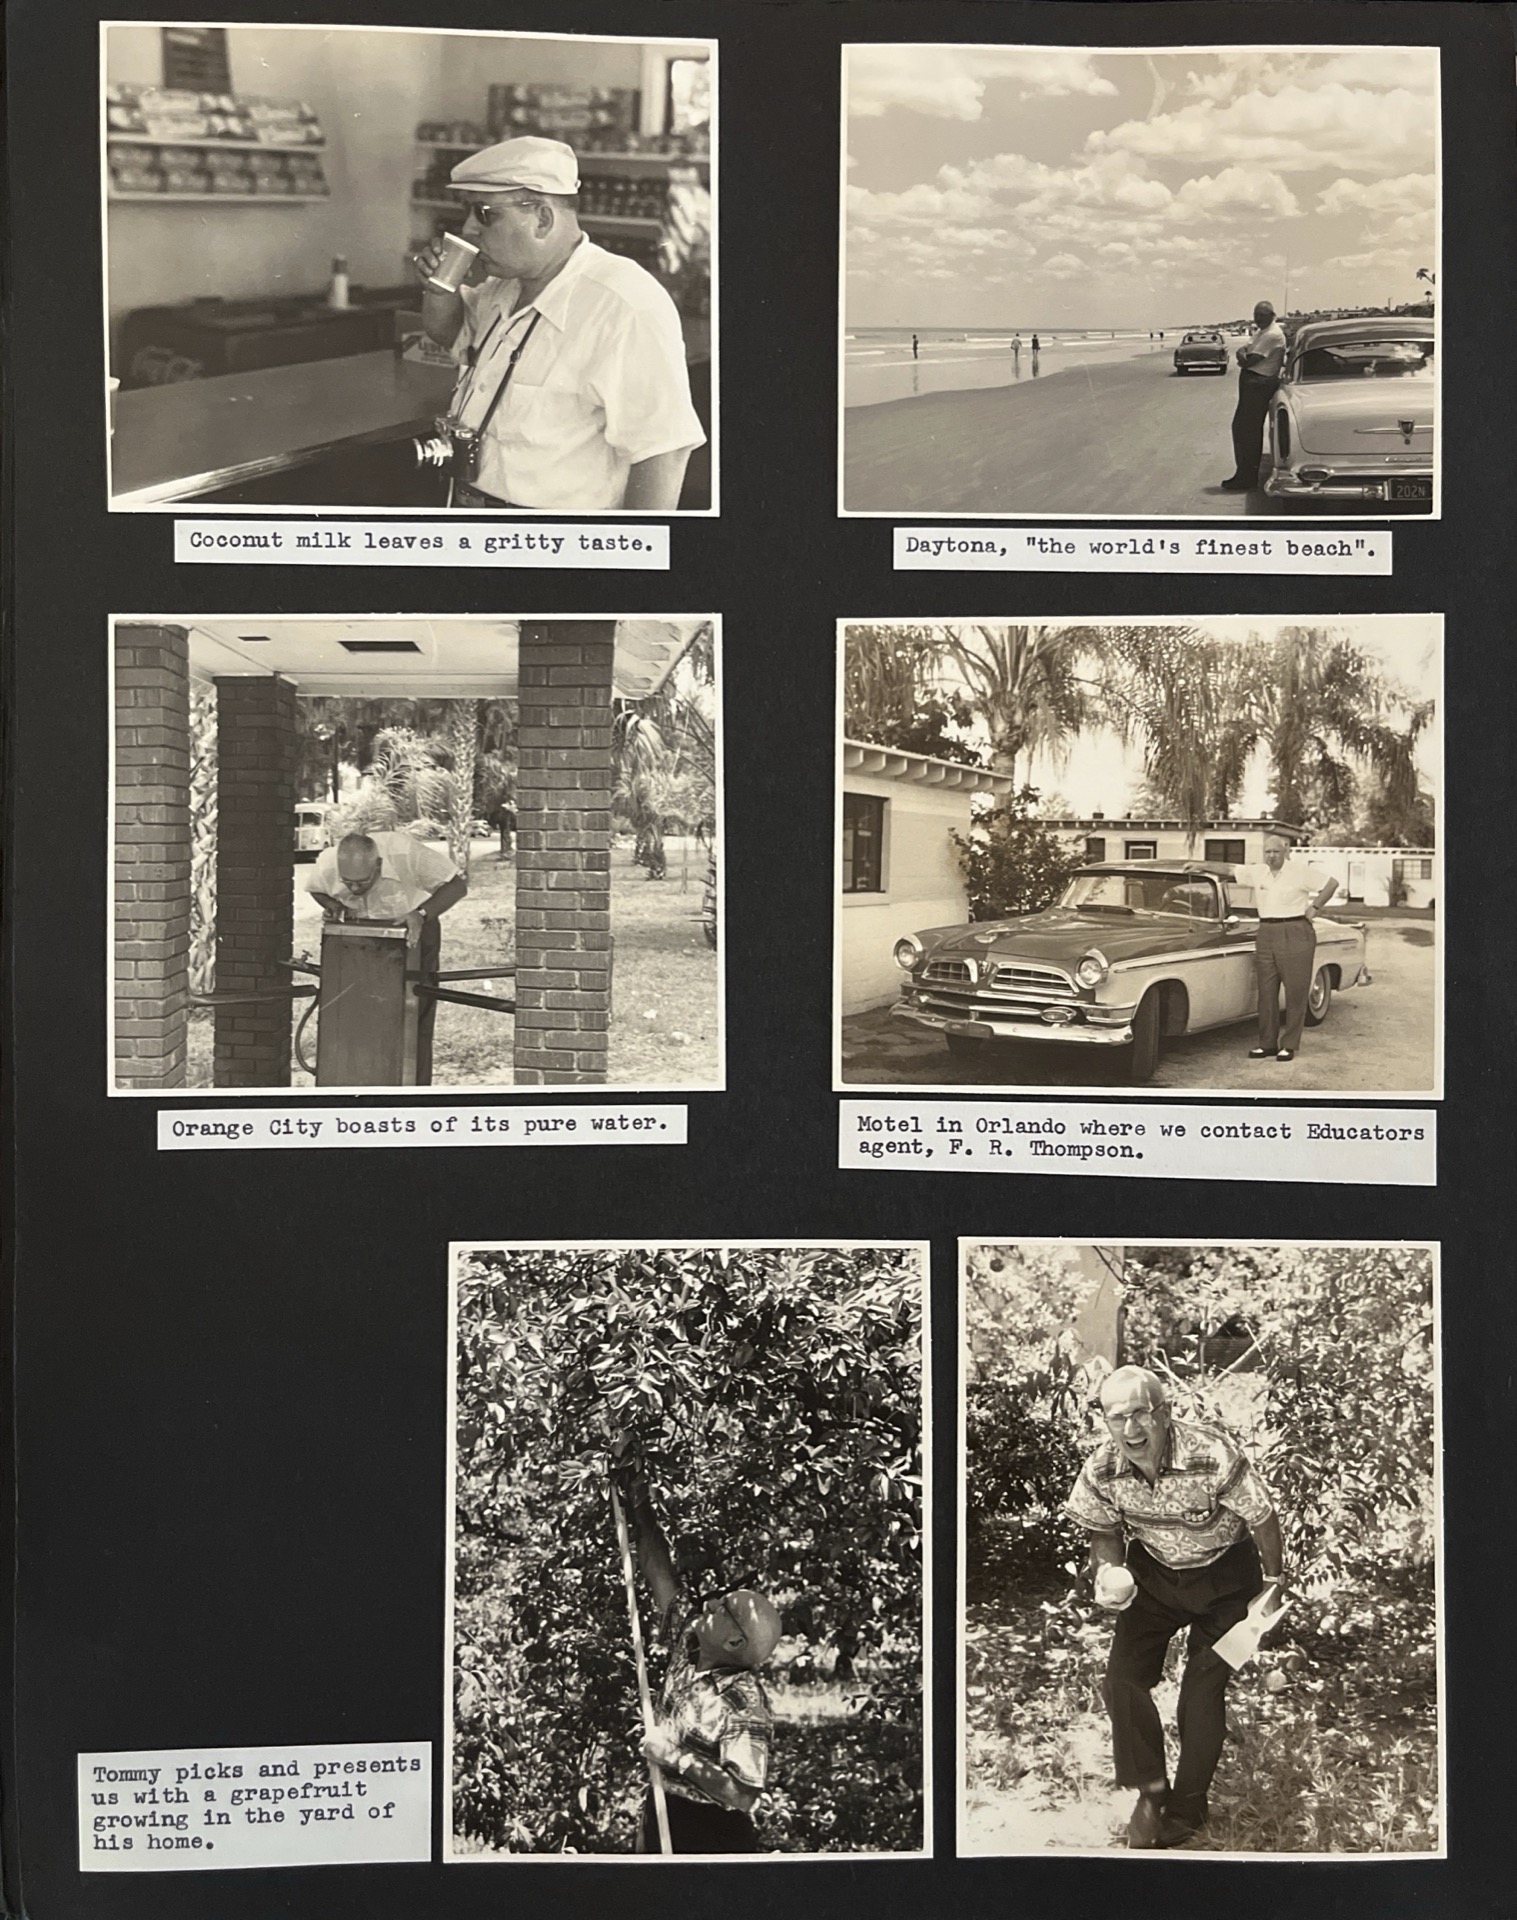 Coconut milk leaves a gritty taste.
Daytona, "the world's finest beach".
202N
Orange City boasts of its pure water.
Motel in Orlando where we contact Educators
agent, F. R. Thompson.
Tommy picks and presents
us with a grapefruit
growing in the yard of
his home.